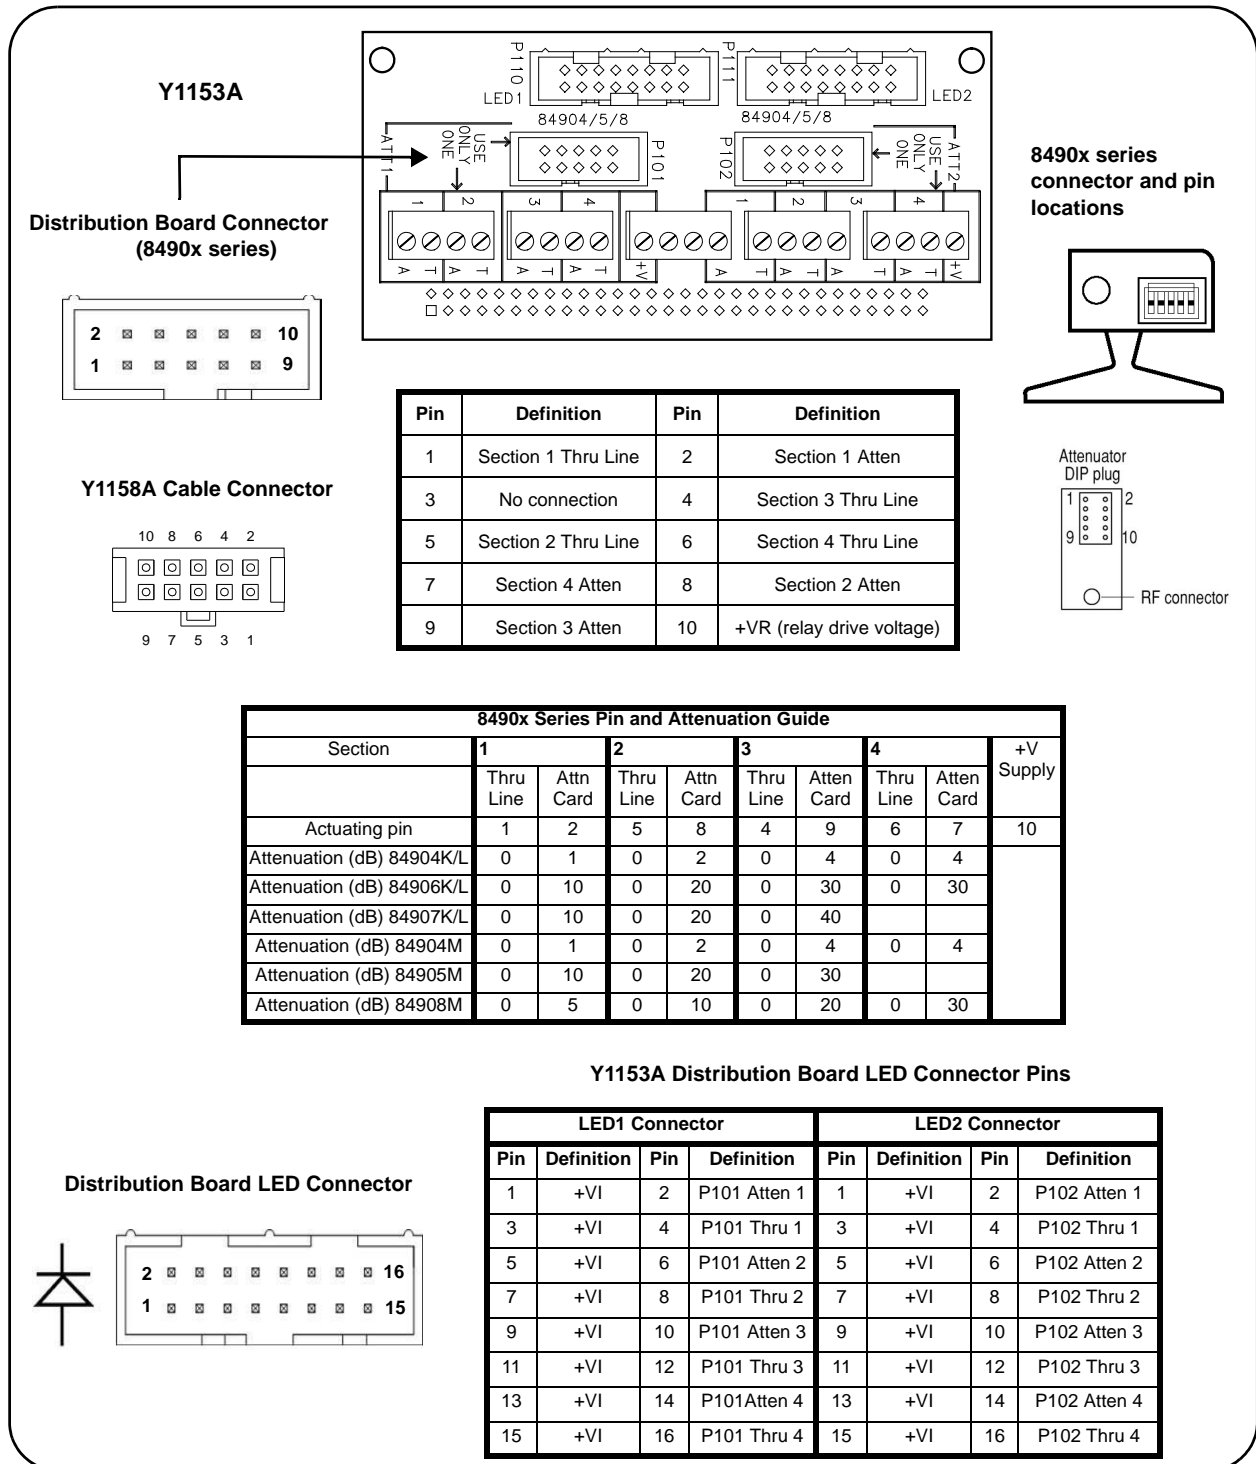 Y1153A
P110
P111
LED1
LED2
84904/5/8
84904/5/8
ATT1
USE ONLY ONE
P101
P102
USE ONLY ONE
ATT2
1 2 3 4 1 2 3 4
A T A T A T A T +V A T A T A T A T +V
Distribution Board Connector
(8490x series)
2 10
1 9
8490x series
connector and pin
locations
Pin Definition Pin Definition
1 Section 1 Thru Line 2 Section 1 Atten
3 No connection 4 Section 3 Thru Line
5 Section 2 Thru Line 6 Section 4 Thru Line
7 Section 4 Atten 8 Section 2 Atten
9 Section 3 Atten 10 +VR (relay drive voltage)
Y1158A Cable Connector
10 8 6 4 2
9 7 5 3 1
Attenuator
DIP plug
1 2
9 10
RF connector
8490x Series Pin and Attenuation Guide
Section 1 2 3 4 +V Supply
Thru Line Attn Card Thru Line Attn Card Thru Line Atten Card Thru Line Atten Card
Actuating pin 1 2 5 8 4 9 6 7 10
Attenuation (dB) 84904K/L 0 1 0 2 0 4 0 4
Attenuation (dB) 84906K/L 0 10 0 20 0 30 0 30
Attenuation (dB) 84907K/L 0 10 0 20 0 40
Attenuation (dB) 84904M 0 1 0 2 0 4 0 4
Attenuation (dB) 84905M 0 10 0 20 0 30
Attenuation (dB) 84908M 0 5 0 10 0 20 0 30
Y1153A Distribution Board LED Connector Pins
LED1 Connector LED2 Connector
Pin Definition Pin Definition Pin Definition Pin Definition
1 +VI 2 P101 Atten 1 1 +VI 2 P102 Atten 1
3 +VI 4 P101 Thru 1 3 +VI 4 P102 Thru 1
5 +VI 6 P101 Atten 2 5 +VI 6 P102 Atten 2
7 +VI 8 P101 Thru 2 7 +VI 8 P102 Thru 2
9 +VI 10 P101 Atten 3 9 +VI 10 P102 Atten 3
11 +VI 12 P101 Thru 3 11 +VI 12 P102 Thru 3
13 +VI 14 P101Atten 4 13 +VI 14 P102 Atten 4
15 +VI 16 P101 Thru 4 15 +VI 16 P102 Thru 4
Distribution Board LED Connector
2 16
1 15